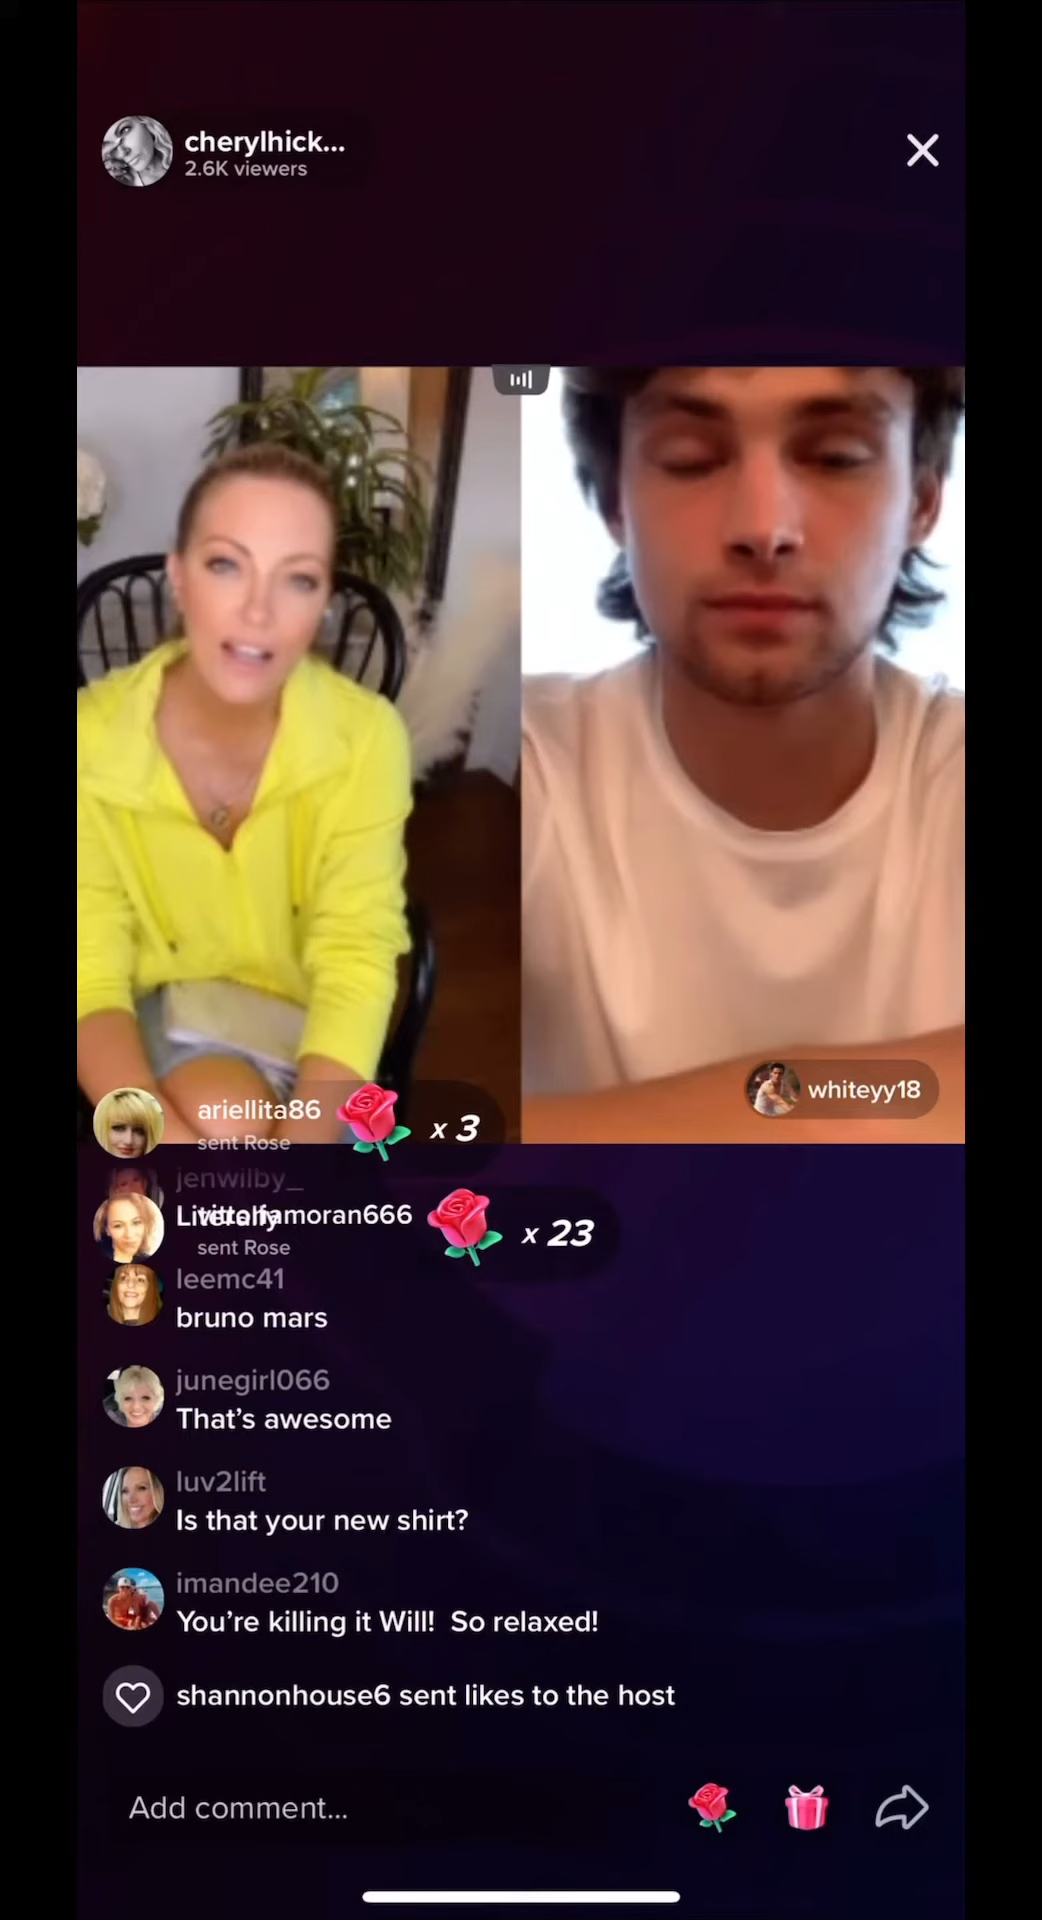 cherylhick...
2.6K viewers
whiteyy18
ariellita86
x 3
sent Rose
jenwilby_
Literally
moran666
x 23
sent Rose
leemc41
bruno mars
junegirl066
That's awesome
luv2lift
Is that your new shirt?
imandee210
You're killing it Will!  So relaxed!
shannonhouse6 sent likes to the host
Add comment...